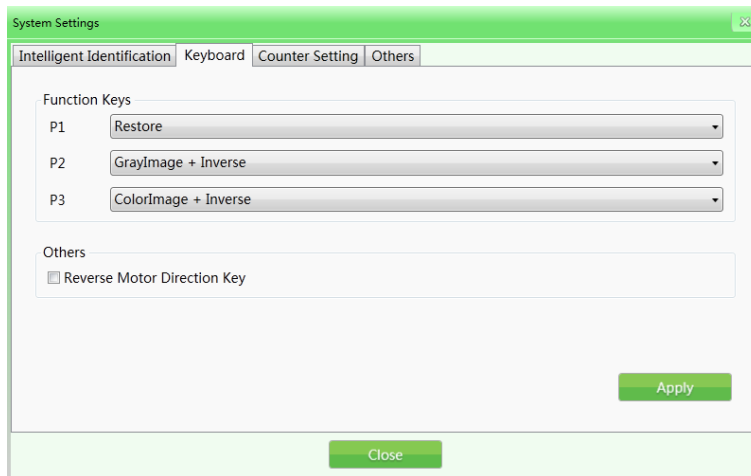 System Settings
Intelligent Identification Keyboard Counter Setting Others
Function Keys
P1 Restore
P2 GrayImage + Inverse
P3 ColorImage + Inverse
Others
Reverse Motor Direction Key
Apply
Close